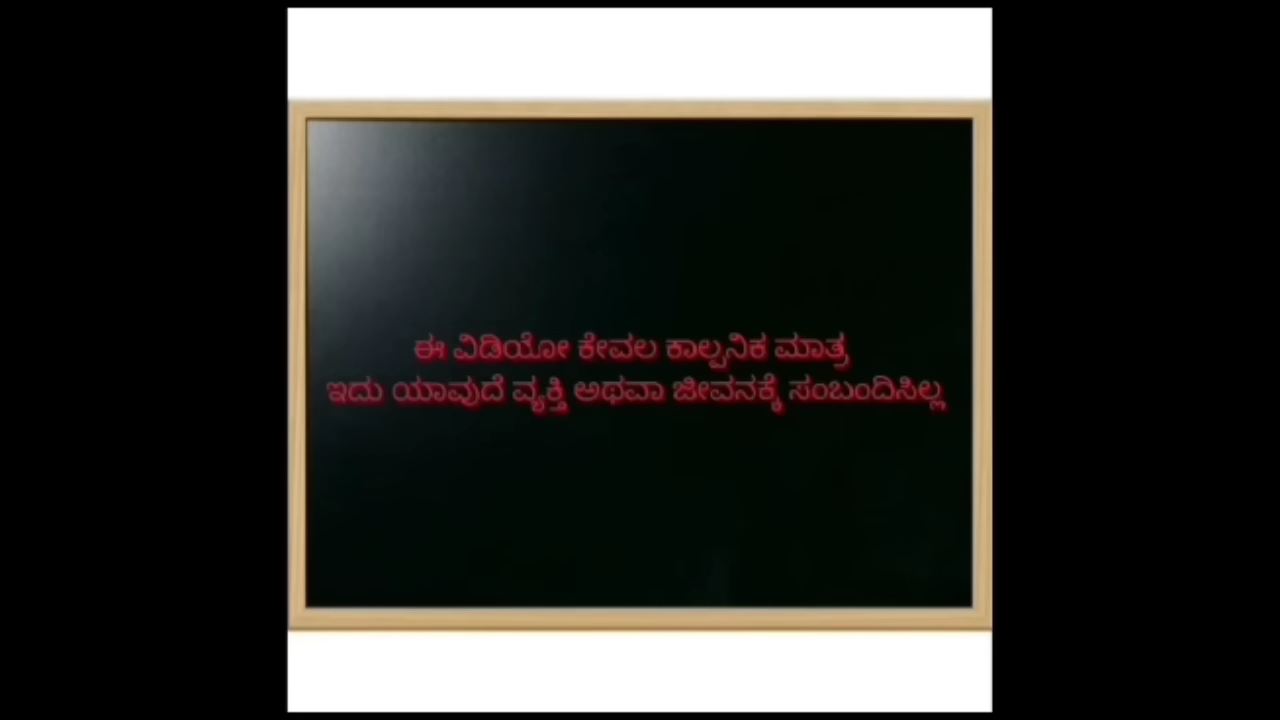 ಈ ವಿಡಿಯೋ ಕೇವಲ ಕಾಲ್ಪನಿಕ ಮಾತ್ರ
ಇದು ಯಾವುದೆ ವ್ಯಕ್ತಿ ಅಥವಾ ಜೀವನಕ್ಕೆ ಸಂಬಂದಿಸಿಲ್ಲ